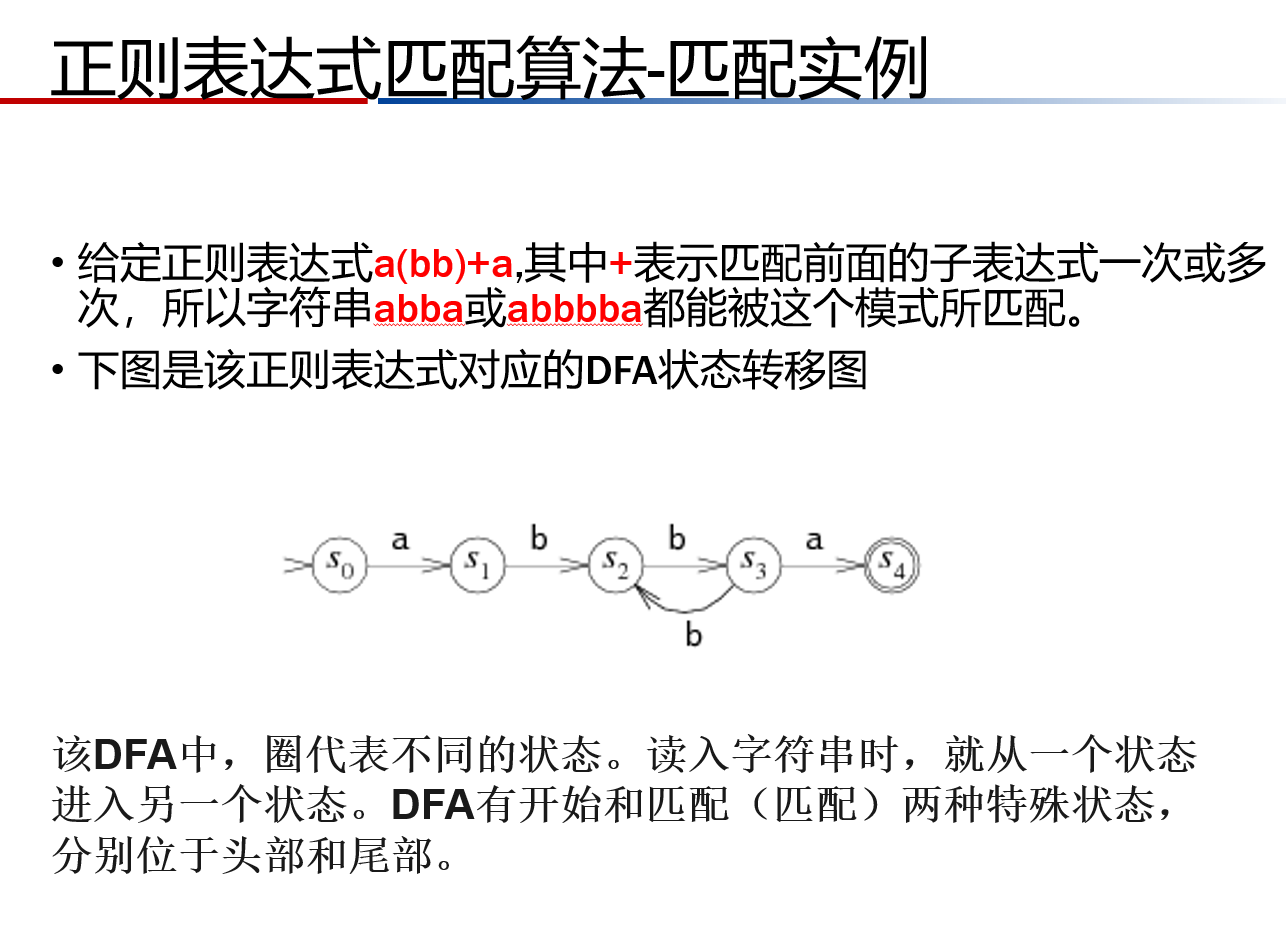 正则表达式匹配算法-匹配实例
• 给定正则表达式a(bb)+a,其中+表示匹配前面的子表达式一次或多
次，所以字符串abba或abbbba都能被这个模式所匹配。
• 下图是该正则表达式对应的DFA状态转移图
a b b a
S0 S1 S2 S3 S4
b
该DFA中，圈代表不同的状态。读入字符串时，就从一个状态
进入另一个状态。DFA有开始和匹配（匹配）两种特殊状态，
分别位于头部和尾部。